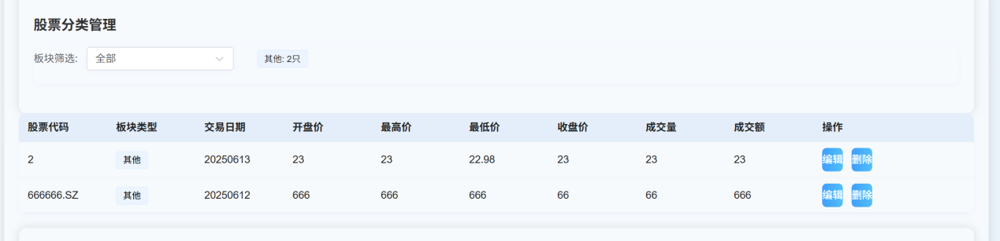 股票分类管理
板块筛选: 全部 其他: 2只
股票代码 板块类型 交易日期 开盘价 最高价 最低价 收盘价 成交量 成交额 操作
2 其他 20250613 23 23 22.98 23 23 23 编辑 删除
666666.SZ 其他 20250612 666 666 666 66 66 666 编辑 删除